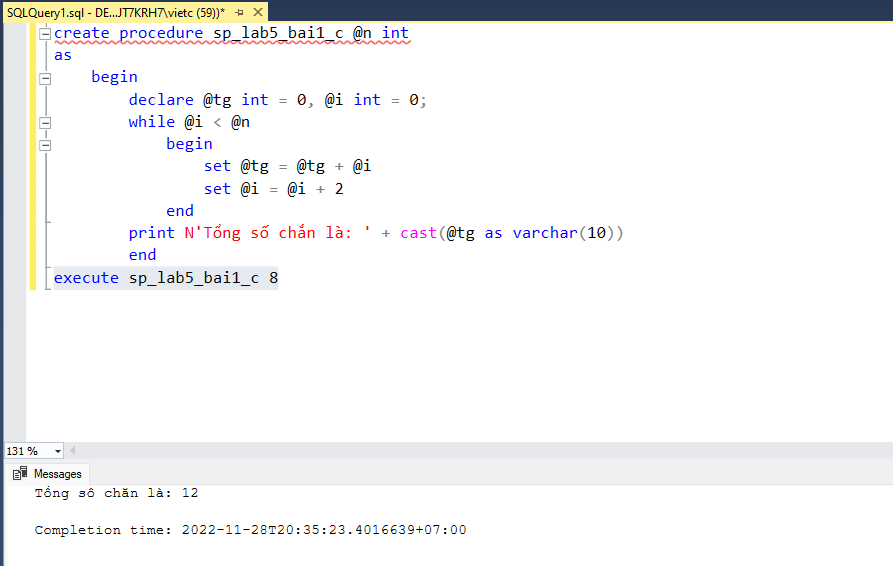 SQLQuery1.sql - DE...JT7KRH7\vietc (59))*
create procedure sp_lab5_bai1_c @n int
as
begin
declare @tg int = 0, @i int = 0;
while @i < @n
begin
set @tg = @tg + @i
set @i = @i + 2
end
print N'Tổng số chẵn là: ' + cast(@tg as varchar(10))
end
execute sp_lab5_bai1_c 8
131 %
Messages
Tổng số chẵn là: 12
Completion time: 2022-11-28T20:35:23.4016639+07:00